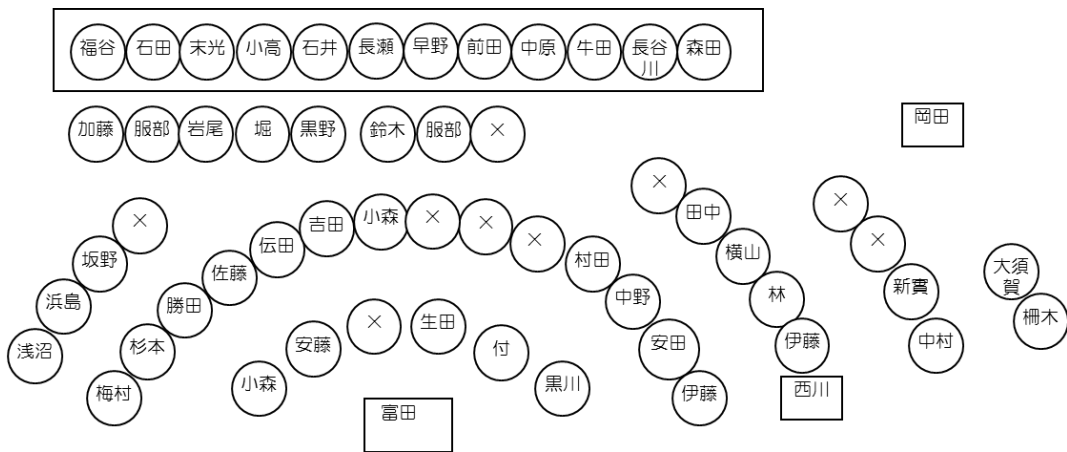 福谷 石田 末光 小高 石井 長瀬 早野 前田 中原 牛田 長谷川 森田
加藤 服部 岩尾 堀 黒野 鈴木 服部 ×
岡田
×
坂野
浜島
浅沼
小森 × × ×
吉田
伝田
佐藤
勝田
杉本
梅村
村田
中野
安田
伊藤
× 生田
安藤
小森
付
黒川
富田
×
田中
横山
林
伊藤
西川
×
×
新實
中村
大須賀
柵木